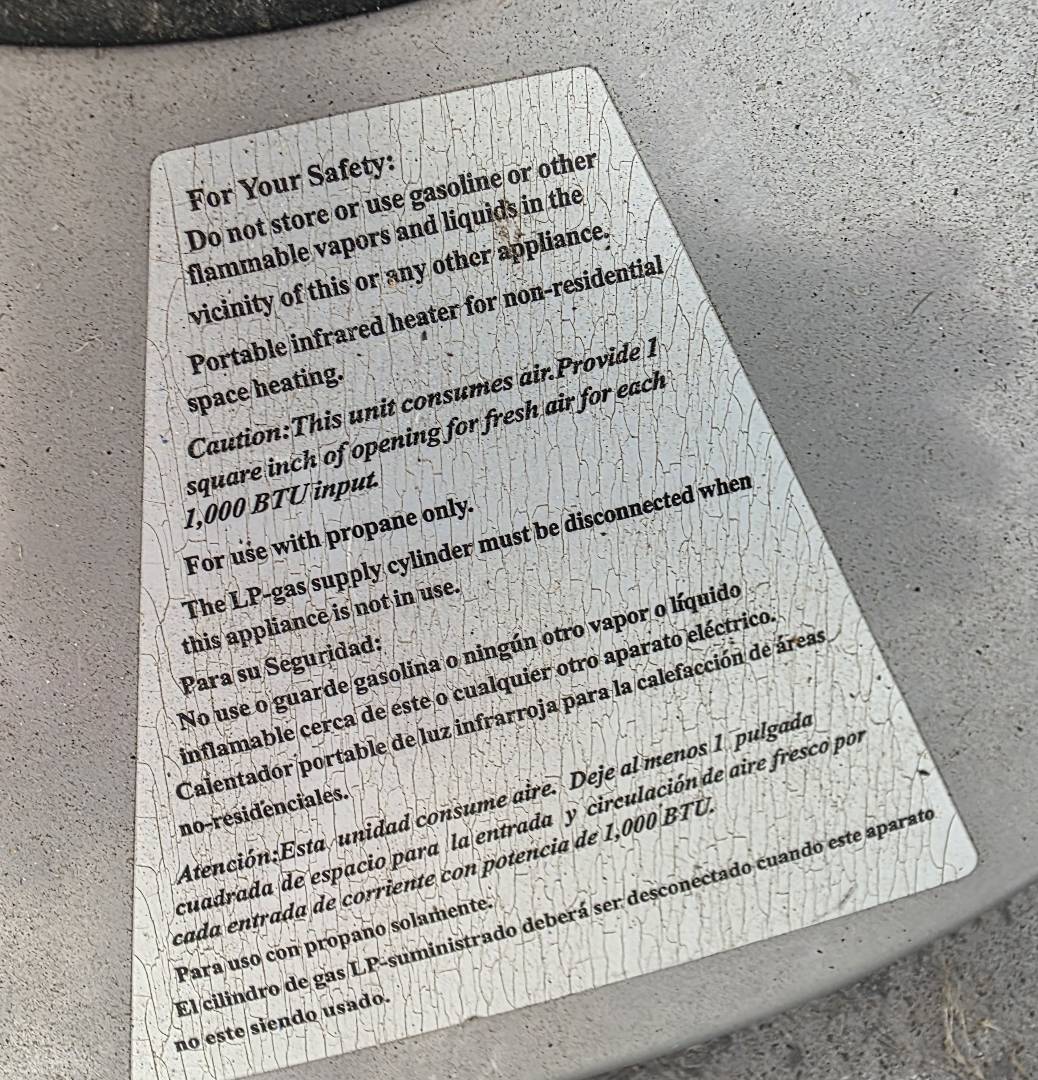 For Your Safety:
Do not store or use gasoline or other
flammable vapors and liquids in the
vicinity of this or any other appliance.
Portable infrared heater for non-residential
space heating.
Caution:This unit consumes air.Provide 1
square inch of opening for fresh air for each
1,000 BTU input.
For use with propane only.
The LP-gas supply cylinder must be disconnected when
this appliance is not in use.
Para su Seguridad:
No use o guarde gasolina o ningún otro vapor o líquido
inflamable cerca de este o cualquier otro aparato eléctrico.
Calentador portable de luz infrarroja para la calefacción de áreas
no-residenciales.
Atención:Esta unidad consume aire. Deje al menos 1 pulgada
cuadrada de espacio para la entrada y circulación de aire fresco por
cada entrada de corriente con potencia de 1,000 BTU.
Para uso con propano solamente.
El cilindro de gas LP-suministrado deberá ser desconectado cuando este aparato
no este siendo usado.